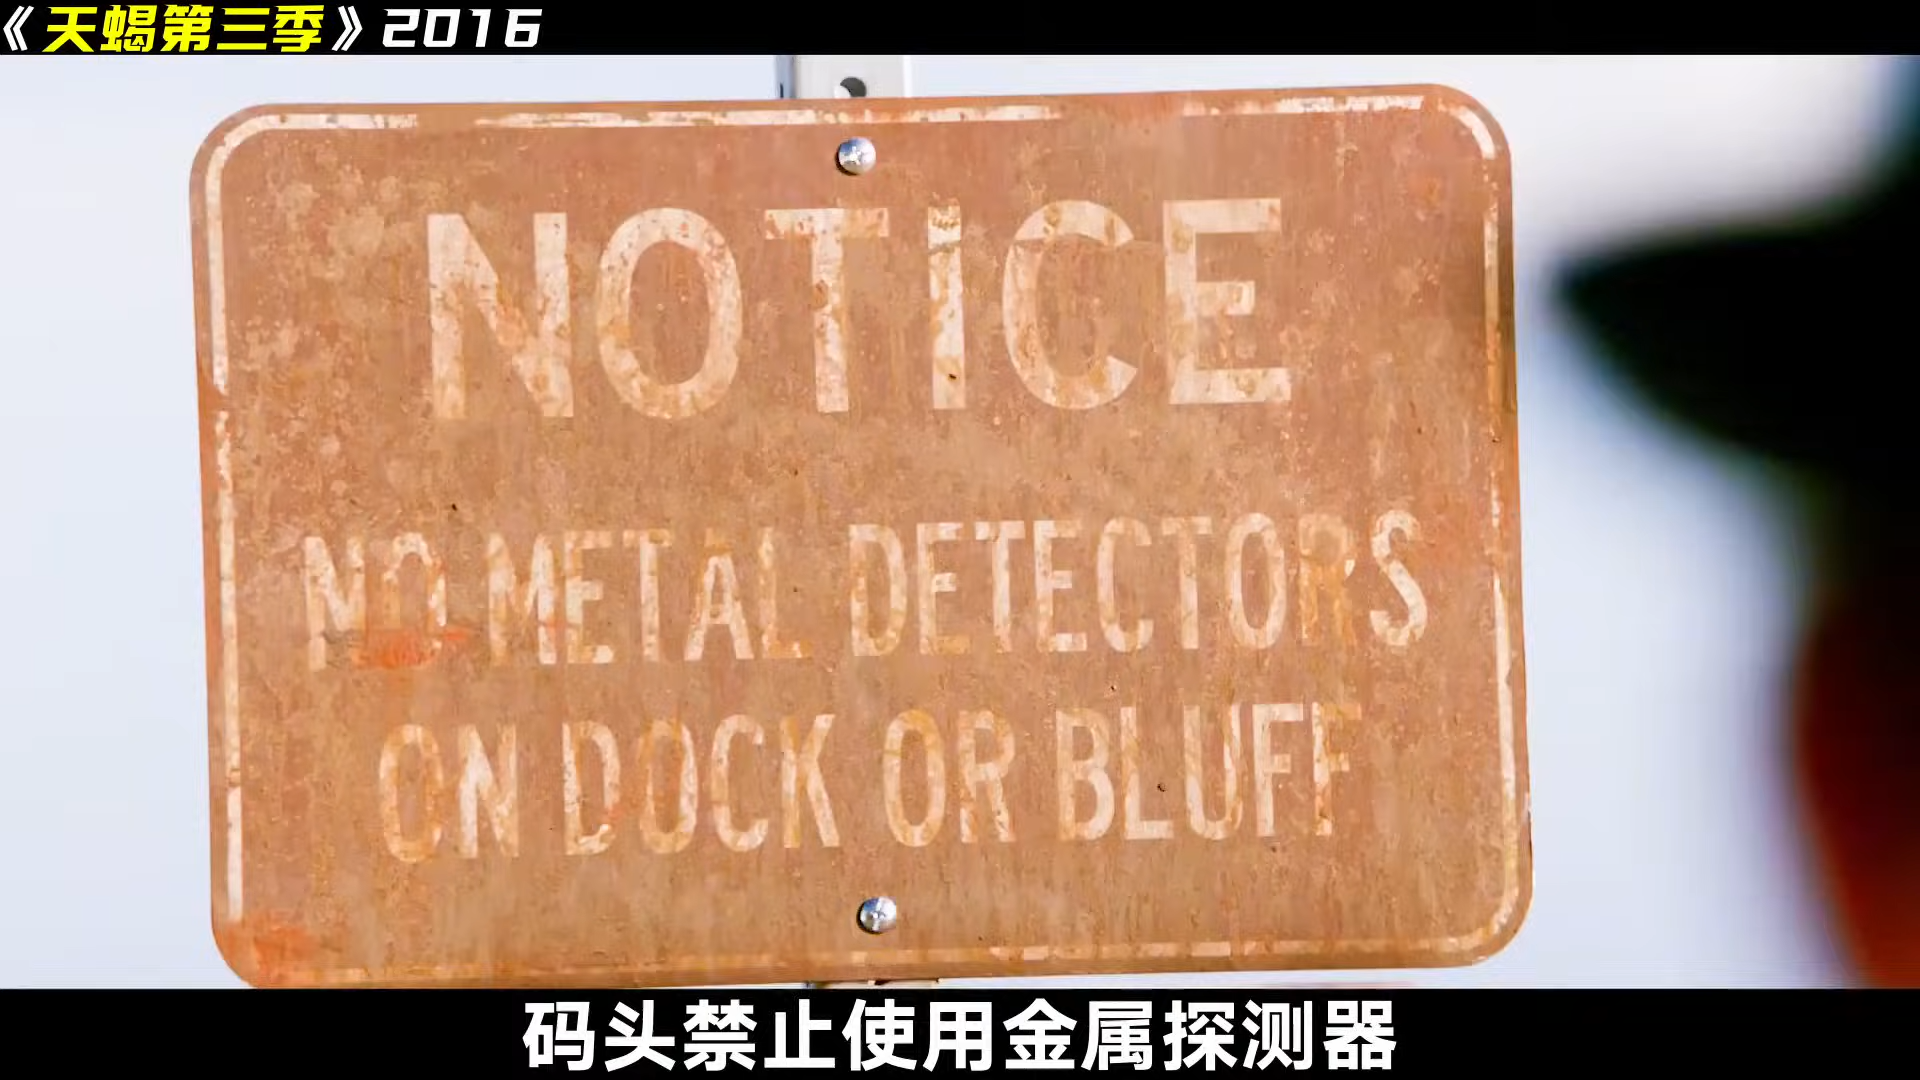 《天蝎第三季》2016
NOTICE
NO METAL DETECTORS
ON DOCK OR BLUFF
码头禁止使用金属探测器